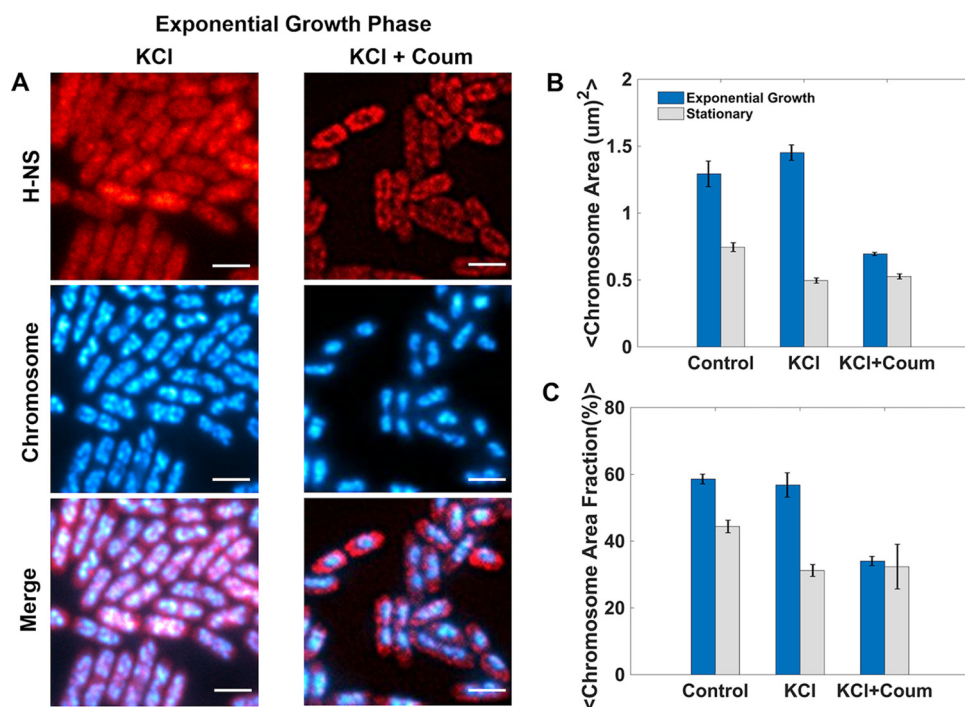 Exponential Growth Phase
KCl
KCl + Coum
A
H-NS
Chromosome
Merge
B
<Chromosome Area (um)²>
2
1.5
1
0.5
0
Exponential Growth
Stationary
Control
KCl
KCl+Coum
C
<Chromosome Area Fraction(%)>
80
60
40
20
0
Control
KCl
KCl+Coum